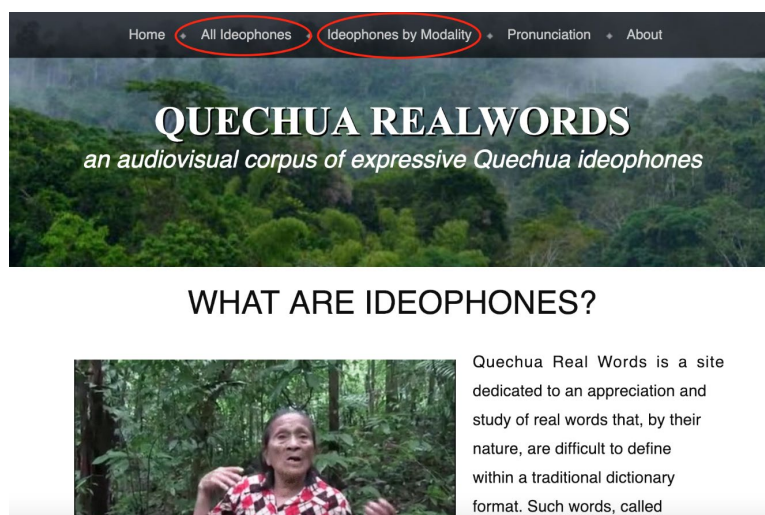 Home ◆ All Ideophones ◆ Ideophones by Modality ◆ Pronunciation ◆ About
QUECHUA REALWORDS
an audiovisual corpus of expressive Quechua ideophones
WHAT ARE IDEOPHONES?
Quechua Real Words is a site
dedicated to an appreciation and
study of real words that, by their
nature, are difficult to define
within a traditional dictionary
format. Such words, called